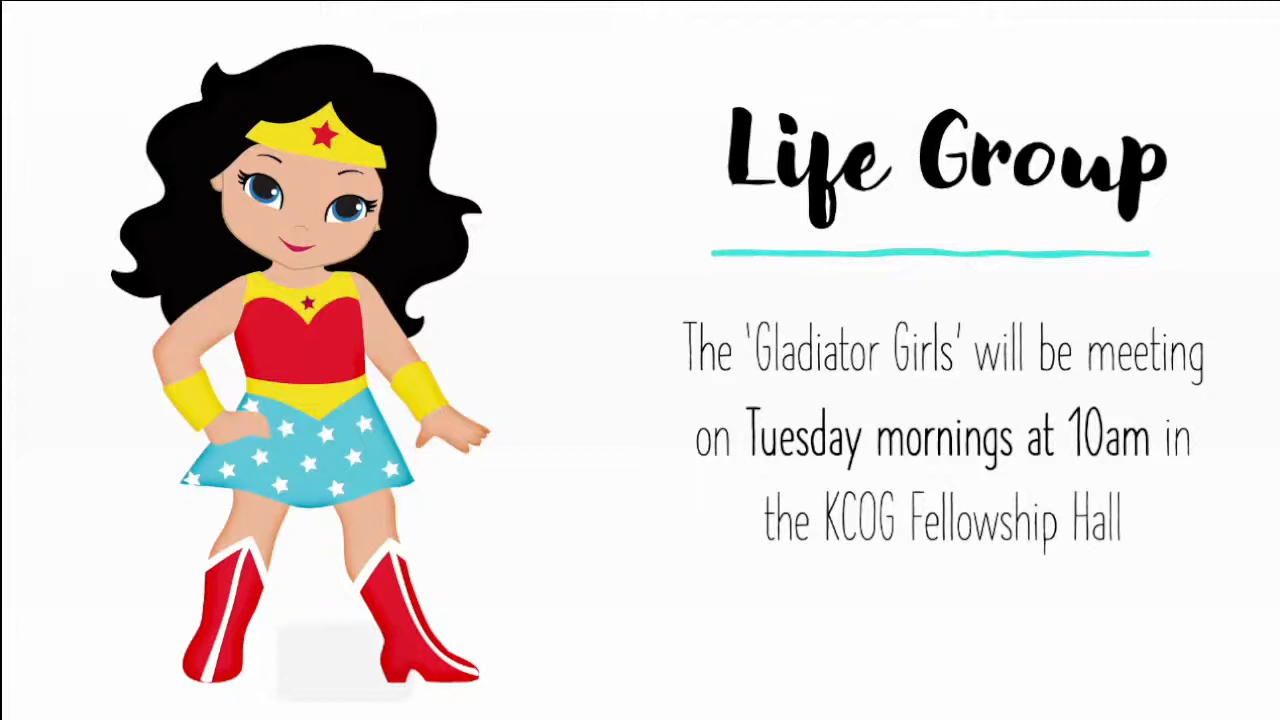 Life Group
The 'Gladiator Girls' will be meeting
on Tuesday mornings at 10am in
the KCOG Fellowship Hall